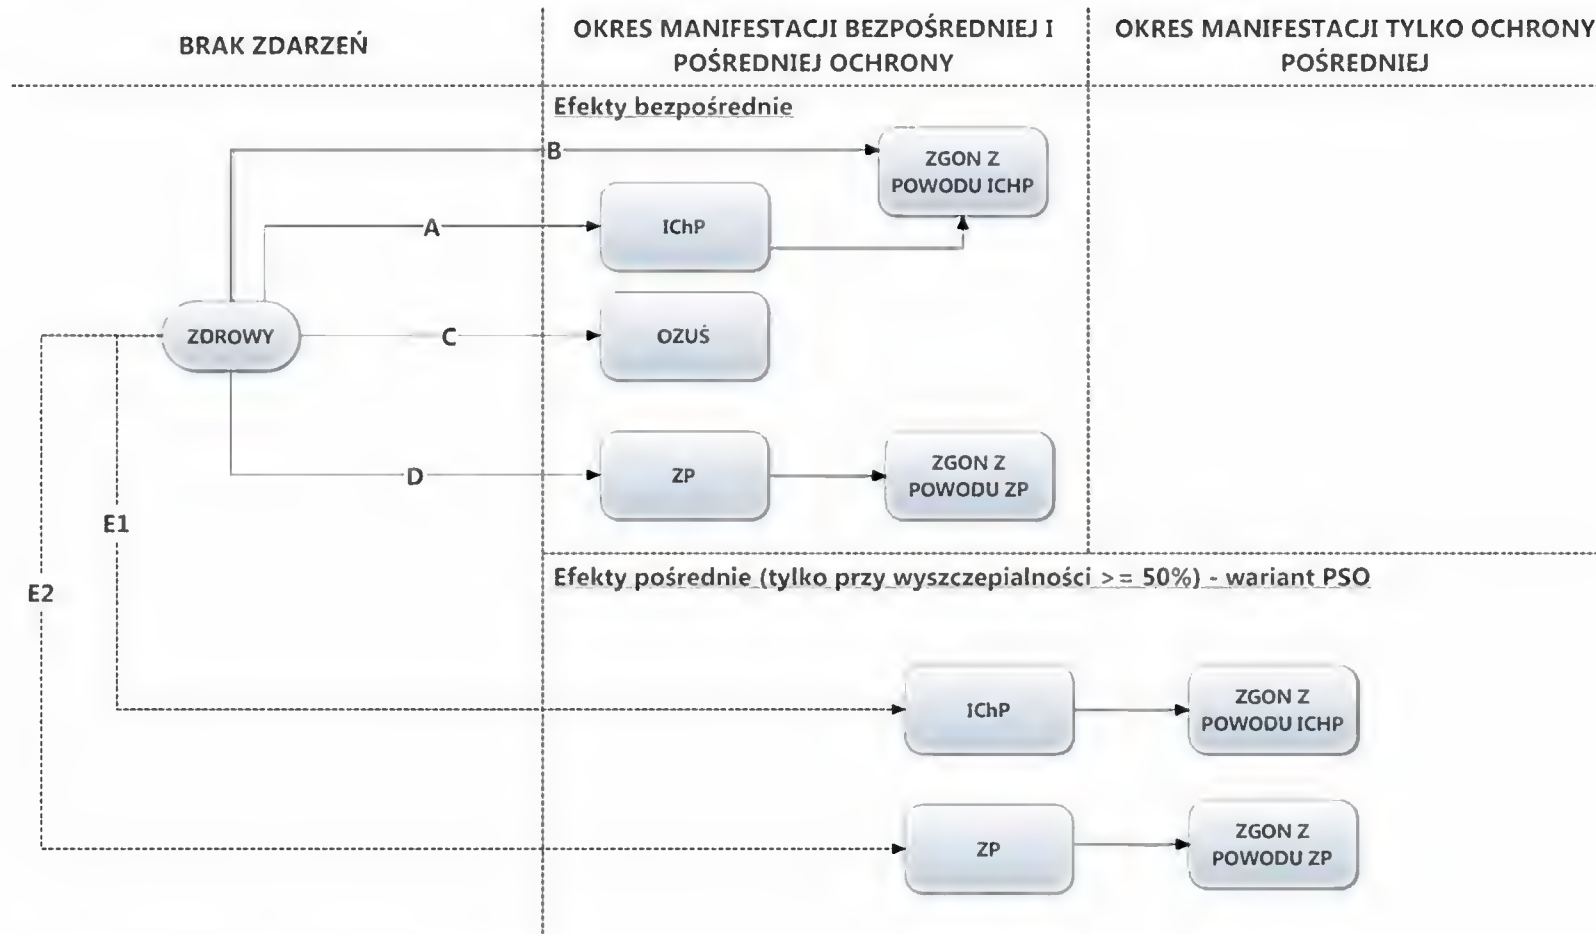 BRAK ZDARZEŃ
OKRES MANIFESTACJI BEZPOŚREDNIEJ I
POŚREDNIEJ OCHRONY
OKRES MANIFESTACJI TYLKO OCHRONY
POŚREDNIEJ
Efekty bezpośrednie
B
ZGON Z
POWODU ICHP
A
IChP
ZDROWY
C
OZUŚ
D
ZP
ZGON Z
POWODU ZP
E1
E2
Efekty pośrednie (tylko przy wyszczepialności >= 50%) - wariant PSO
IChP
ZGON Z
POWODU ICHP
ZP
ZGON Z
POWODU ZP